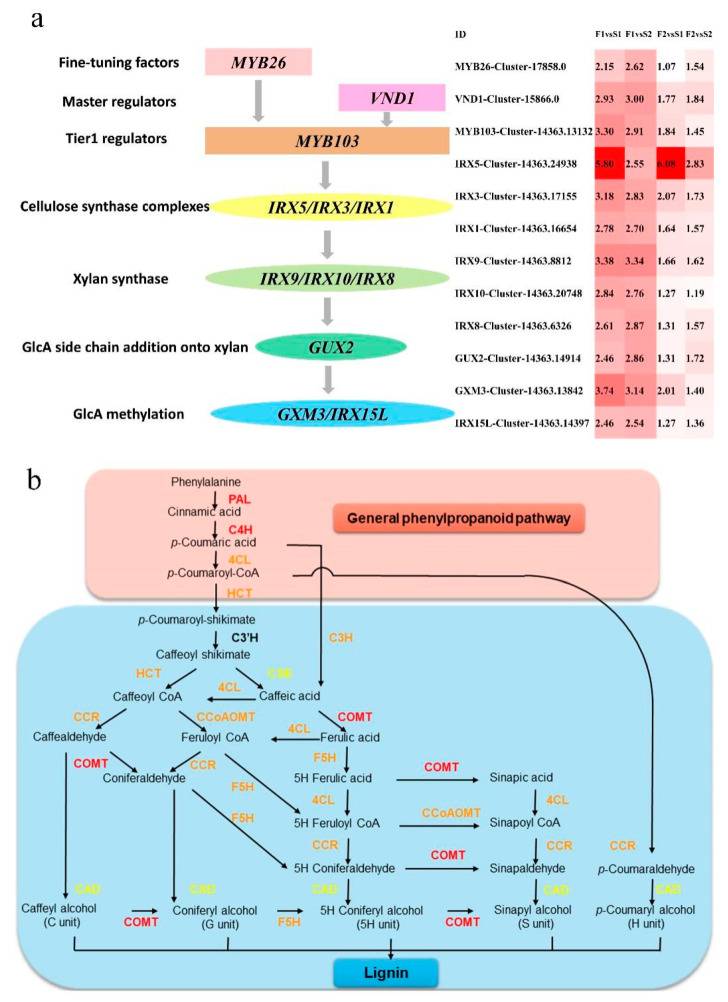 a
ID F1vsS1 F1vsS2 F2vsS1 F2vsS2
Fine-tuning factors MYB26
MYB26-Cluster-17858.0 2.15 2.62 1.07 1.54
Master regulators VND1
VND1-Cluster-15866.0 2.93 3.00 1.77 1.84
Tier1 regulators MYB103
MYB103-Cluster-14363.13132 3.30 2.91 1.84 1.45
IRX5-Cluster-14363.24938 5.80 2.55 6.08 2.83
Cellulose synthase complexes IRX5/IRX3/IRX1
IRX3-Cluster-14363.17155 3.18 2.83 2.07 1.73
IRX1-Cluster-14363.16654 2.78 2.70 1.64 1.57
Xylan synthase IRX9/IRX10/IRX8
IRX9-Cluster-14363.8812 3.38 3.34 1.66 1.62
IRX10-Cluster-14363.20748 2.84 2.76 1.27 1.19
IRX8-Cluster-14363.6326 2.61 2.87 1.31 1.57
GlcA side chain addition onto xylan GUX2
GUX2-Cluster-14363.14914 2.46 2.86 1.31 1.72
GXM3-Cluster-14363.13842 3.74 3.14 2.01 1.40
GlcA methylation GXM3/IRX15L
IRX15L-Cluster-14363.14397 2.46 2.54 1.27 1.36
b
Phenylalanine
PAL
Cinnamic acid
General phenylpropanoid pathway
C4H
p-Coumaric acid
4CL
p-Coumaroyl-CoA
HCT
p-Coumaroyl-shikimate
C3'H C3H
Caffeoyl shikimate
HCT
4CL
Caffeoyl CoA Caffeic acid
CCR CCoAOMT COMT
4CL
Caffealdehyde Feruloyl CoA Ferulic acid
COMT CCR F5H
Coniferaldehyde 5H Ferulic acid COMT Sinapic acid
F5H 4CL 4CL
F5H 5H Feruloyl CoA CCoAOMT Sinapoyl CoA
CCR CCR CCR
5H Coniferaldehyde COMT Sinapaldehyde p-Coumaraldehyde
CAD CAD CAD CAD CAD
Caffeyl alcohol Coniferyl alcohol 5H Coniferyl alcohol Sinapyl alcohol p-Coumaryl alcohol
(C unit) COMT (G unit) F5H (5H unit) COMT (S unit) (H unit)
Lignin